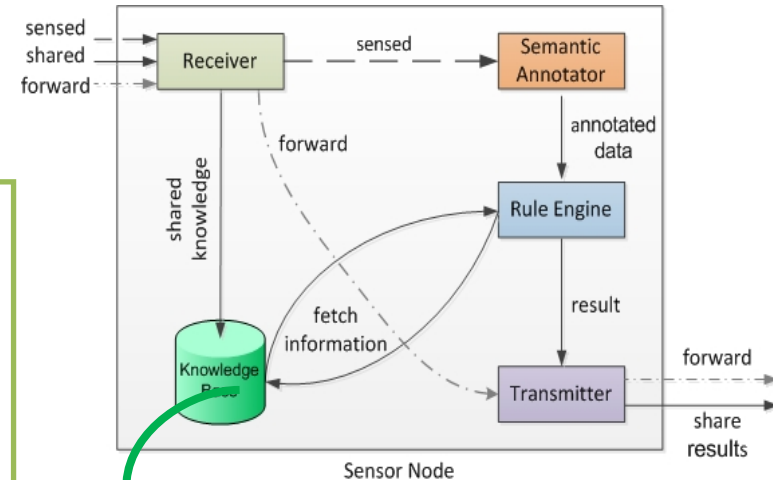 sensed
shared
forward
Receiver
sensed
Semantic
Annotator
forward
annotated
data
shared
knowledge
Rule Engine
fetch
information
result
Knowledge
Transmitter
forward
share
results
Sensor Node